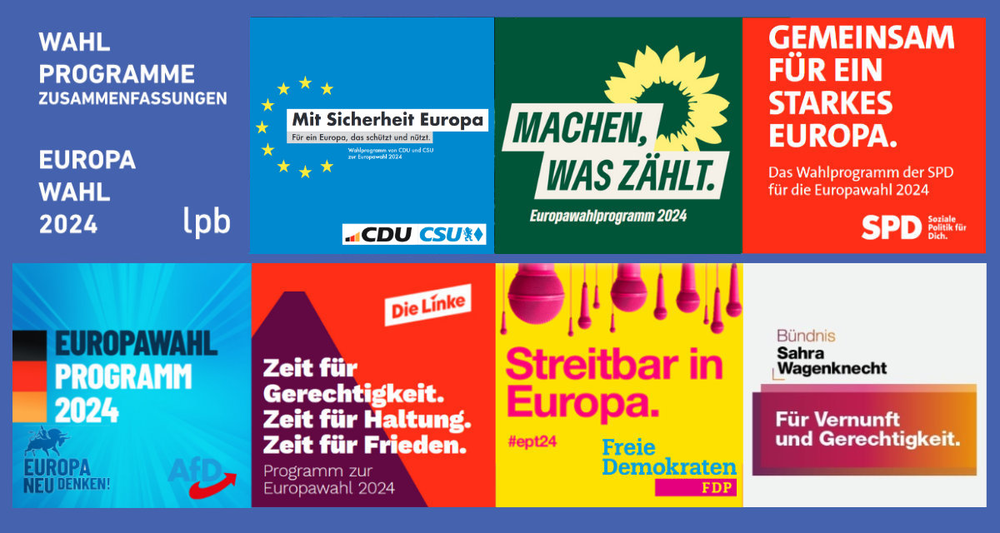 WAHL
PROGRAMME
ZUSAMMENFASSUNGEN
EUROPA
WAHL
2024
lpb
Mit Sicherheit Europa
Für ein Europa, das schützt und nützt.
Wahlprogramm von CDU und CSU
zur Europawahl 2024
CDU CSU
MACHEN,
WAS ZÄHLT.
Europawahlprogramm 2024
GEMEINSAM
FÜR EIN
STARKES
EUROPA.
Das Wahlprogramm der SPD
für die Europawahl 2024
SPD
Soziale
Politik für
Dich.
EUROPAWAHL
PROGRAMM
2024
EUROPA
NEU DENKEN!
AfD
Die Linke
Zeit für
Gerechtigkeit.
Zeit für Haltung.
Zeit für Frieden.
Programm zur
Europawahl 2024
Streitbar in
Europa.
#ept24
Freie
Demokraten
FDP
Bündnis
Sahra
Wagenknecht
Für Vernunft
und Gerechtigkeit.